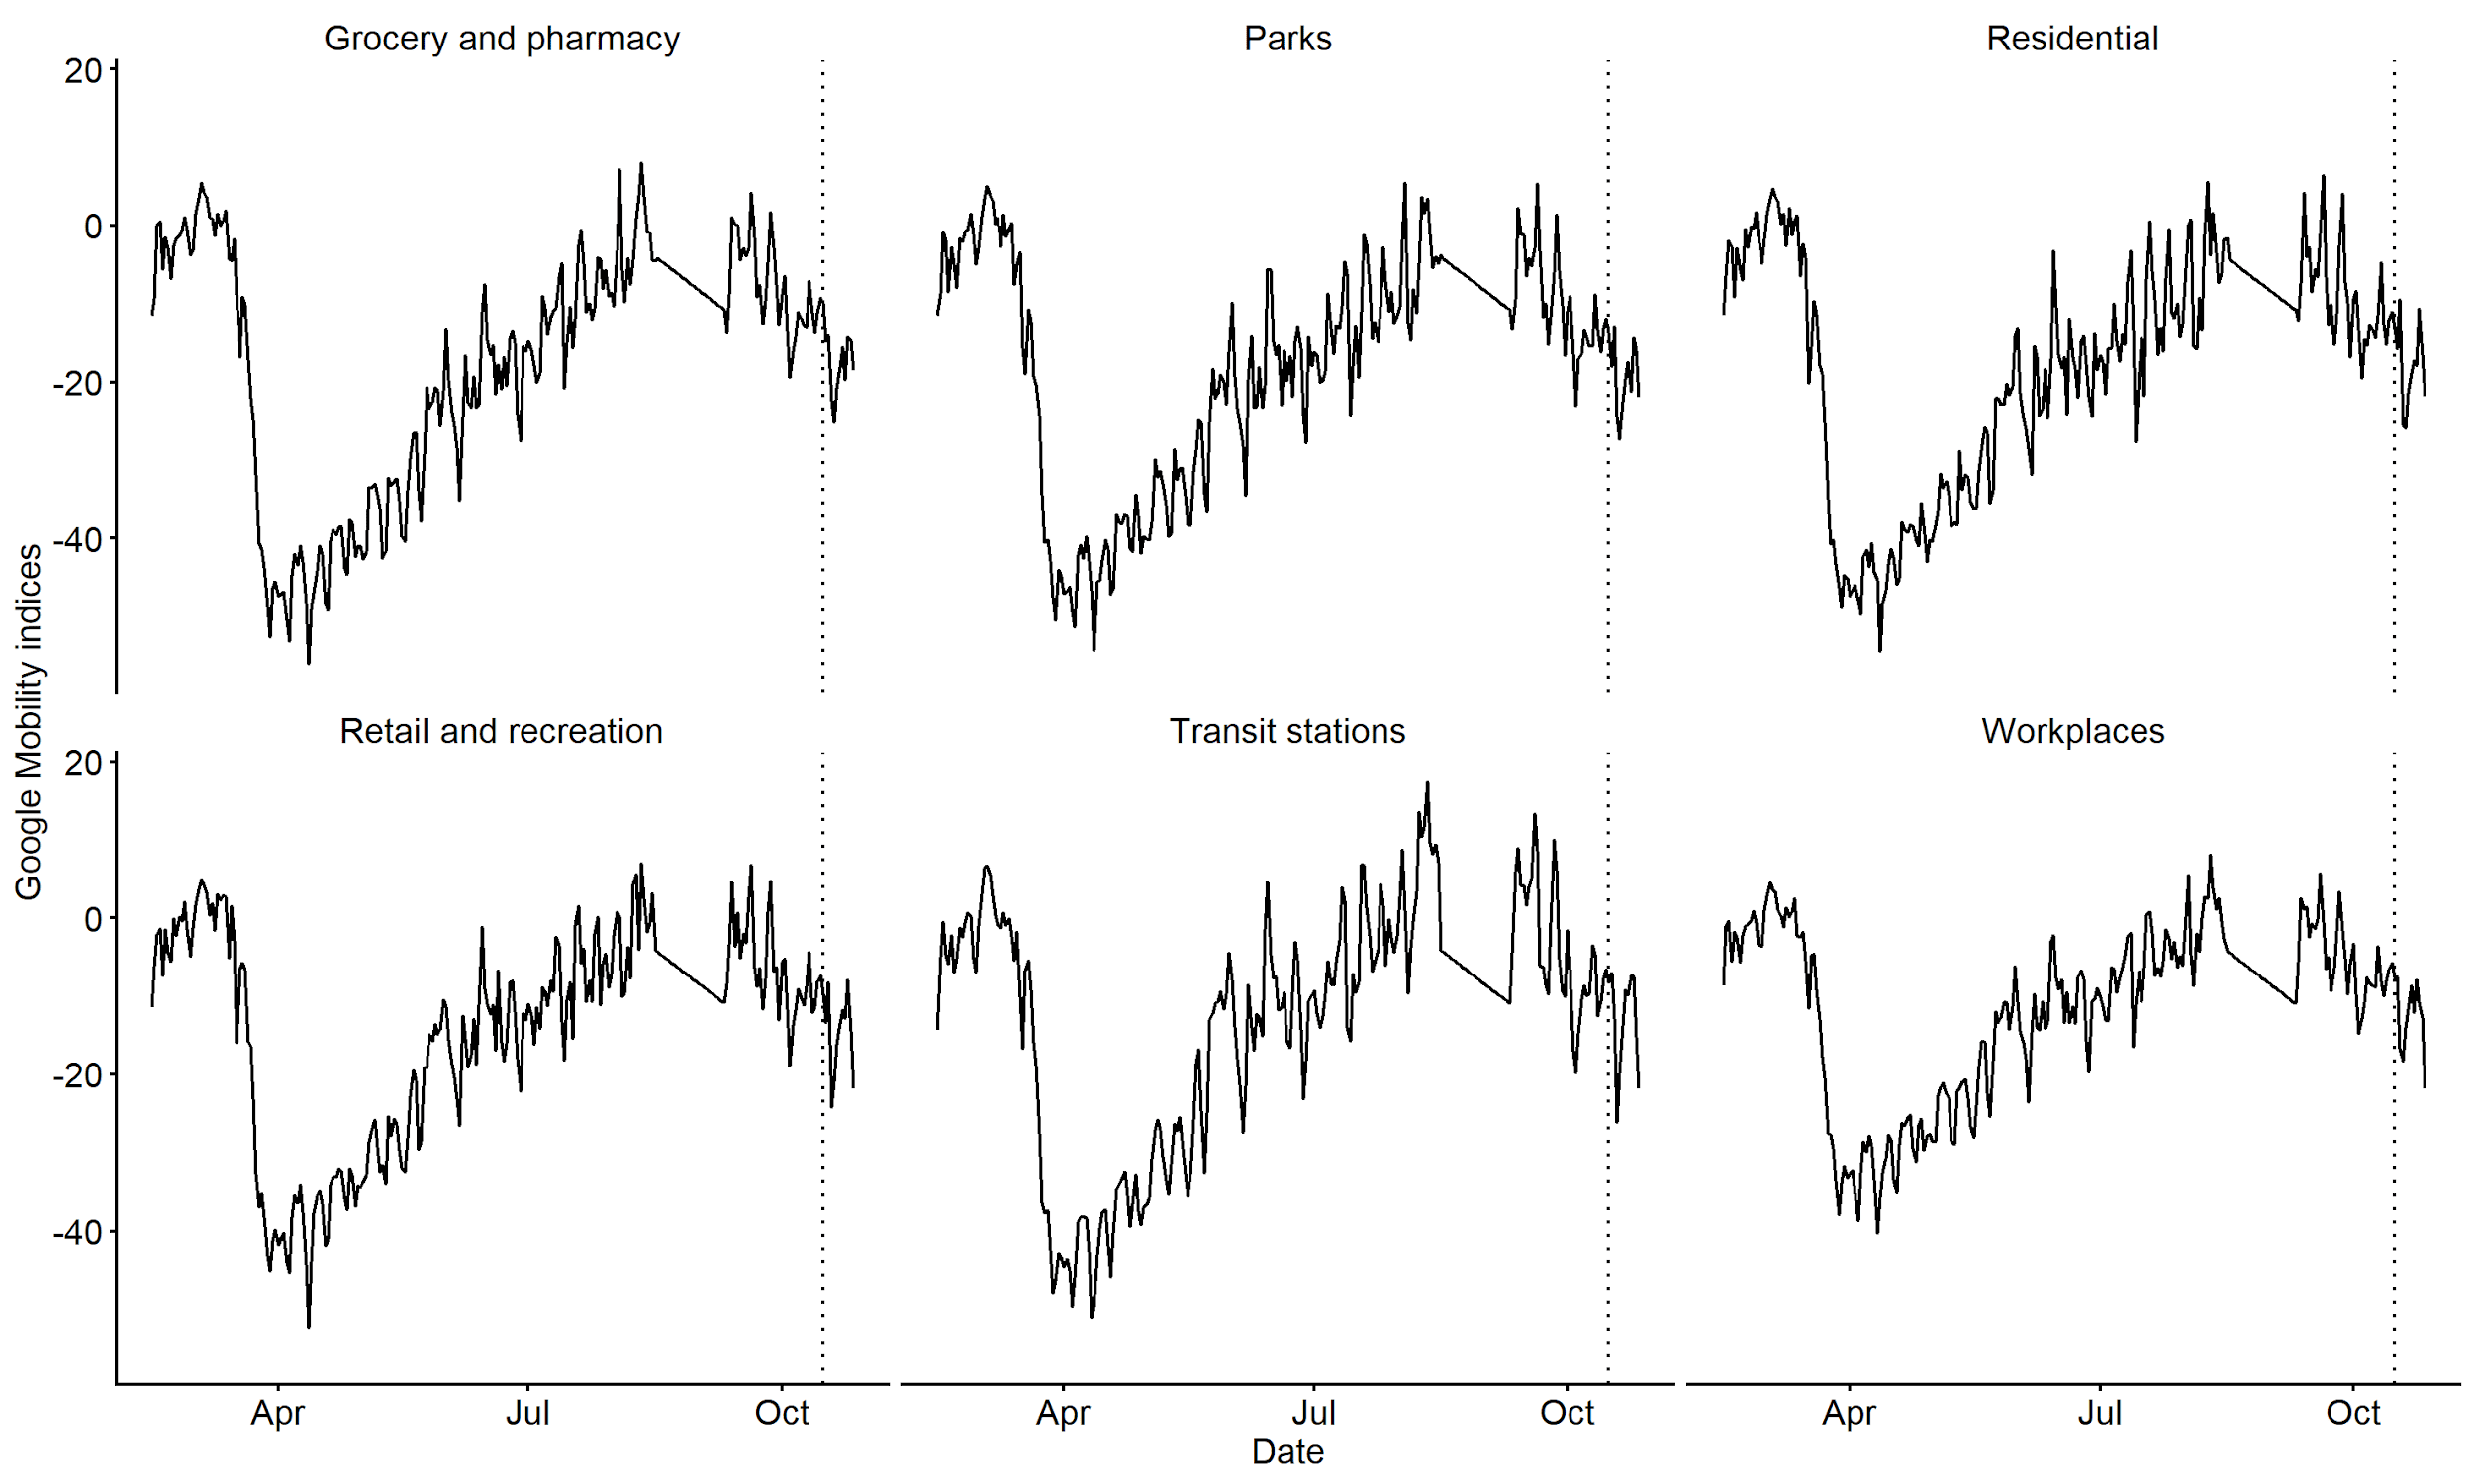 Grocery and pharmacy
Parks
Residential
20
0
-20
-40
Google Mobility indices
Retail and recreation
Transit stations
Workplaces
20
0
-20
-40
Apr
Jul
Oct
Apr
Jul
Oct
Apr
Jul
Oct
Date